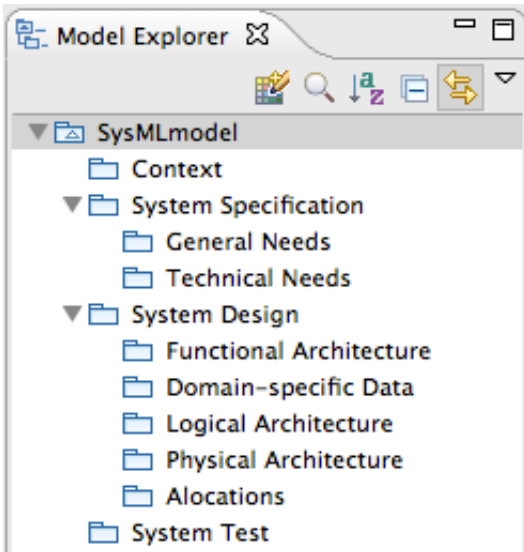 Model Explorer
SysMLmodel
Context
System Specification
General Needs
Technical Needs
System Design
Functional Architecture
Domain-specific Data
Logical Architecture
Physical Architecture
Alocations
System Test